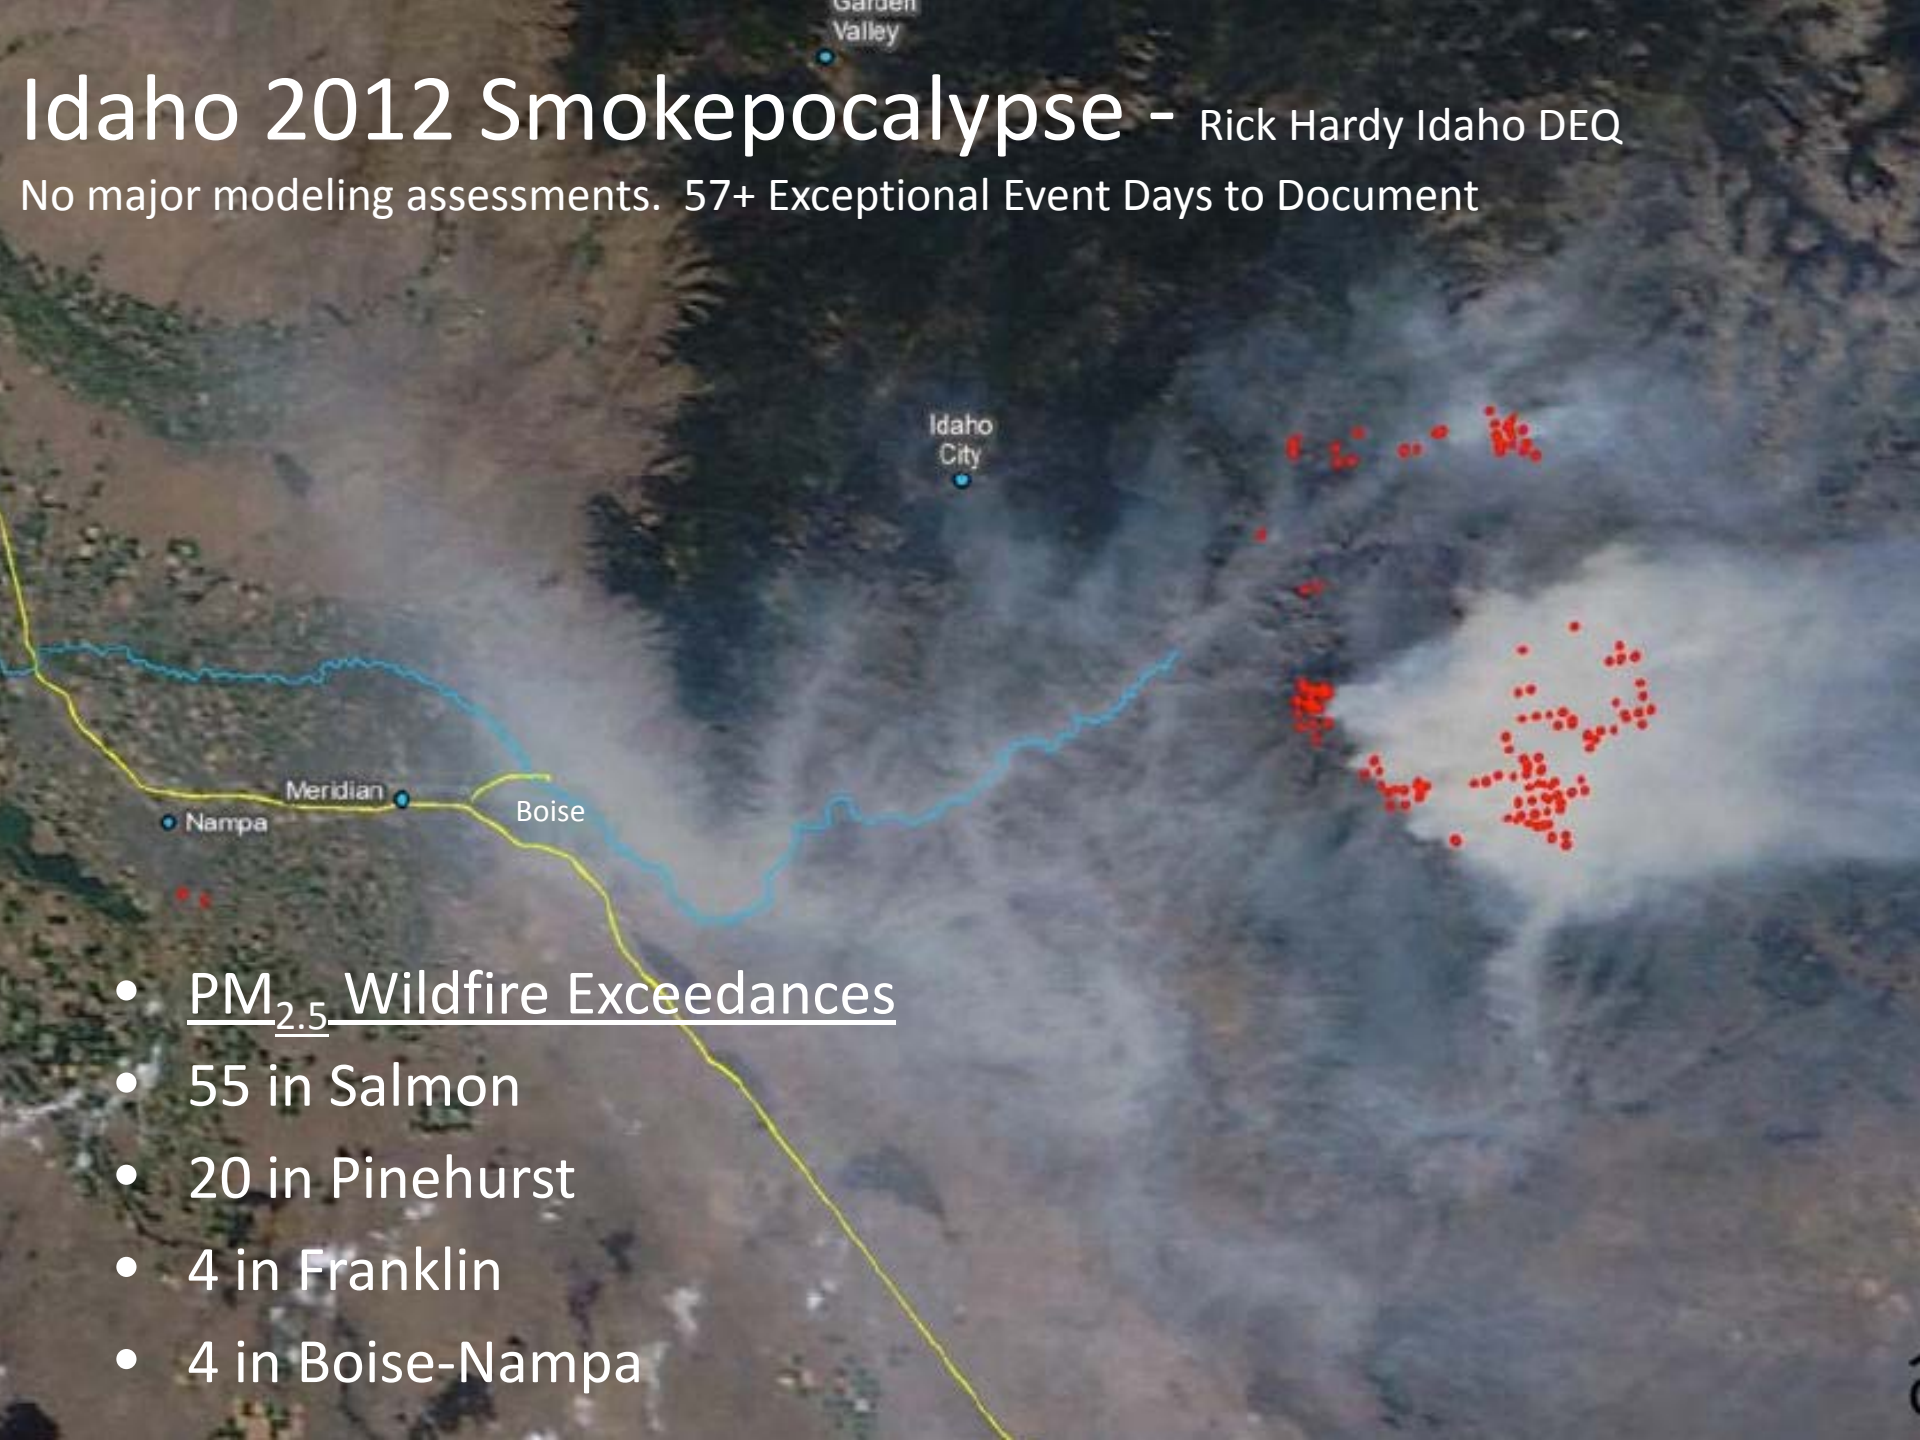 Garden
Valley
Idaho 2012 Smokepocalypse - Rick Hardy Idaho DEQ
No major modeling assessments. 57+ Exceptional Event Days to Document
Idaho
City
Meridian
Boise
Nampa
• PM2.5 Wildfire Exceedances
• 55 in Salmon
• 20 in Pinehurst
• 4 in Franklin
• 4 in Boise-Nampa